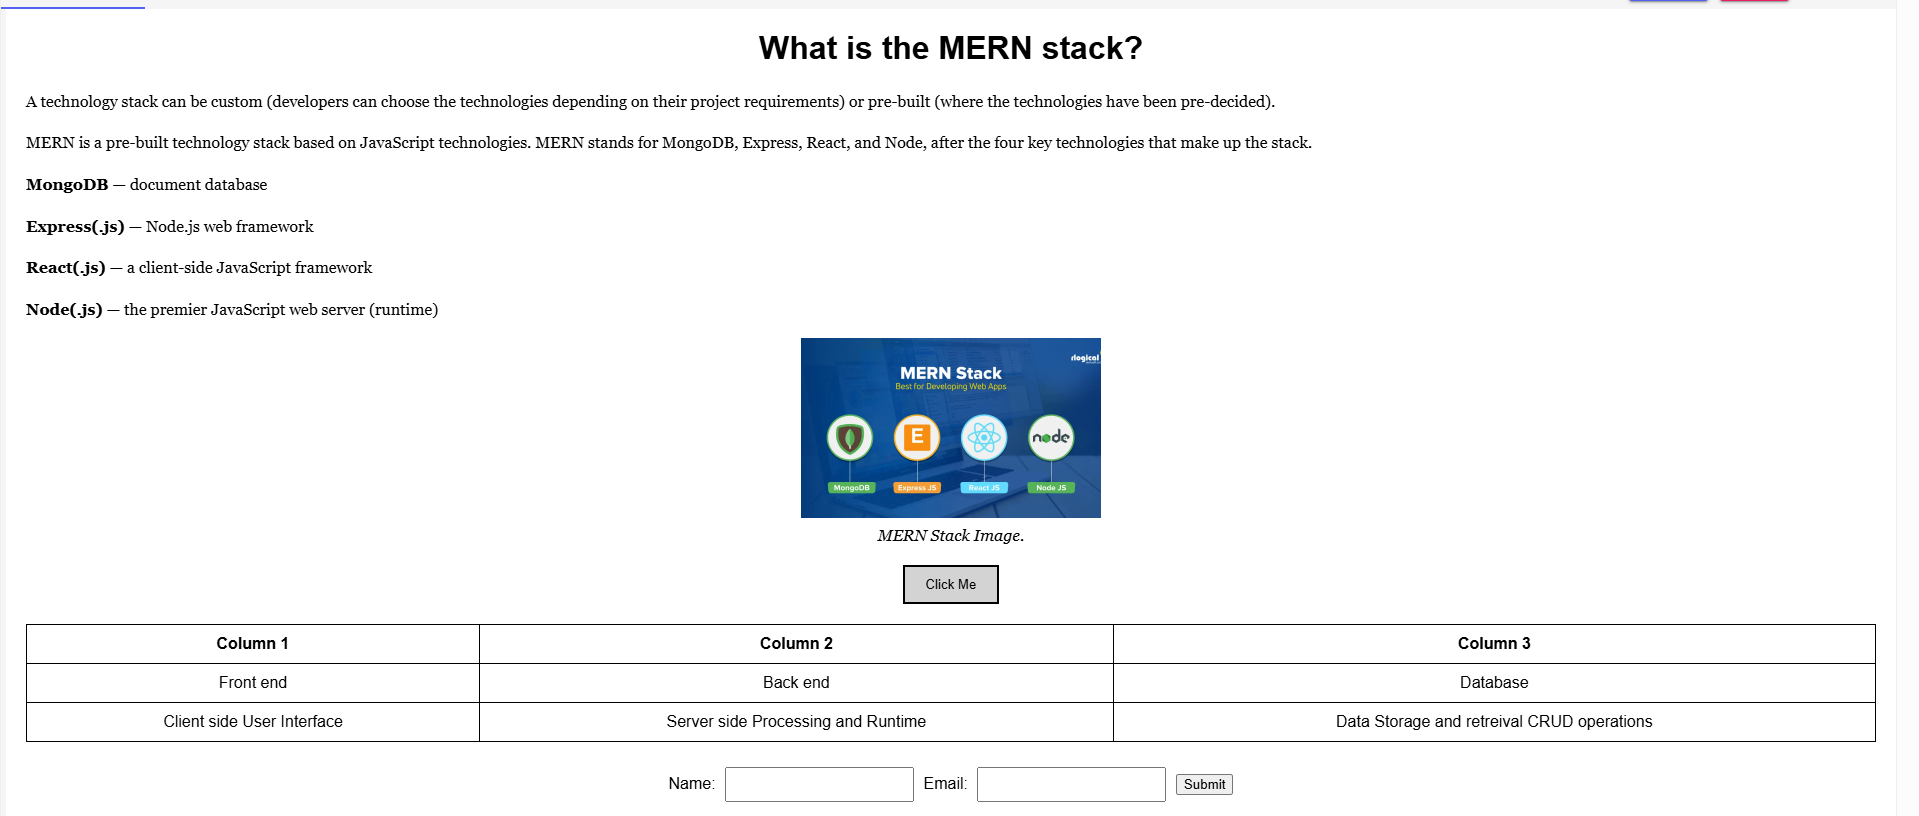 What is the MERN stack?
A technology stack can be custom (developers can choose the technologies depending on their project requirements) or pre-built (where the technologies have been pre-decided).
MERN is a pre-built technology stack based on JavaScript technologies. MERN stands for MongoDB, Express, React, and Node, after the four key technologies that make up the stack.
MongoDB — document database
Express(.js) — Node.js web framework
React(.js) — a client-side JavaScript framework
Node(.js) — the premier JavaScript web server (runtime)
rlogical
MERN Stack
Best for Developing Web Apps
E
node
MongoDB Express JS React JS Node JS
MERN Stack Image.
Click Me
Column 1 Column 2 Column 3
Front end Back end Database
Client side User Interface Server side Processing and Runtime Data Storage and retreival CRUD operations
Name: Email: Submit